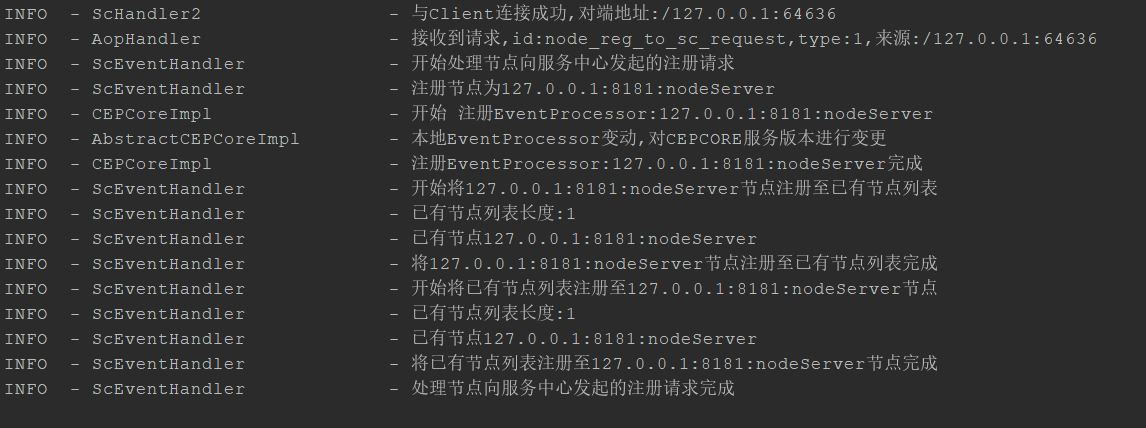 INFO  - ScHandler2               - 与Client连接成功,对端地址:/127.0.0.1:64636
INFO  - AopHandler               - 接收到请求,id:node_reg_to_sc_request,type:1,来源:/127.0.0.1:64636
INFO  - ScEventHandler           - 开始处理节点向服务中心发起的注册请求
INFO  - ScEventHandler           - 注册节点为127.0.0.1:8181:nodeServer
INFO  - CEPCoreImpl              - 开始 注册EventProcessor:127.0.0.1:8181:nodeServer
INFO  - AbstractCEPCoreImpl      - 本地EventProcessor变动,对CEPCORE服务版本进行变更
INFO  - CEPCoreImpl              - 注册EventProcessor:127.0.0.1:8181:nodeServer完成
INFO  - ScEventHandler           - 开始将127.0.0.1:8181:nodeServer节点注册至已有节点列表
INFO  - ScEventHandler           - 已有节点列表长度:1
INFO  - ScEventHandler           - 已有节点127.0.0.1:8181:nodeServer
INFO  - ScEventHandler           - 将127.0.0.1:8181:nodeServer节点注册至已有节点列表完成
INFO  - ScEventHandler           - 开始将已有节点列表注册至127.0.0.1:8181:nodeServer节点
INFO  - ScEventHandler           - 已有节点列表长度:1
INFO  - ScEventHandler           - 已有节点127.0.0.1:8181:nodeServer
INFO  - ScEventHandler           - 将已有节点列表注册至127.0.0.1:8181:nodeServer节点完成
INFO  - ScEventHandler           - 处理节点向服务中心发起的注册请求完成